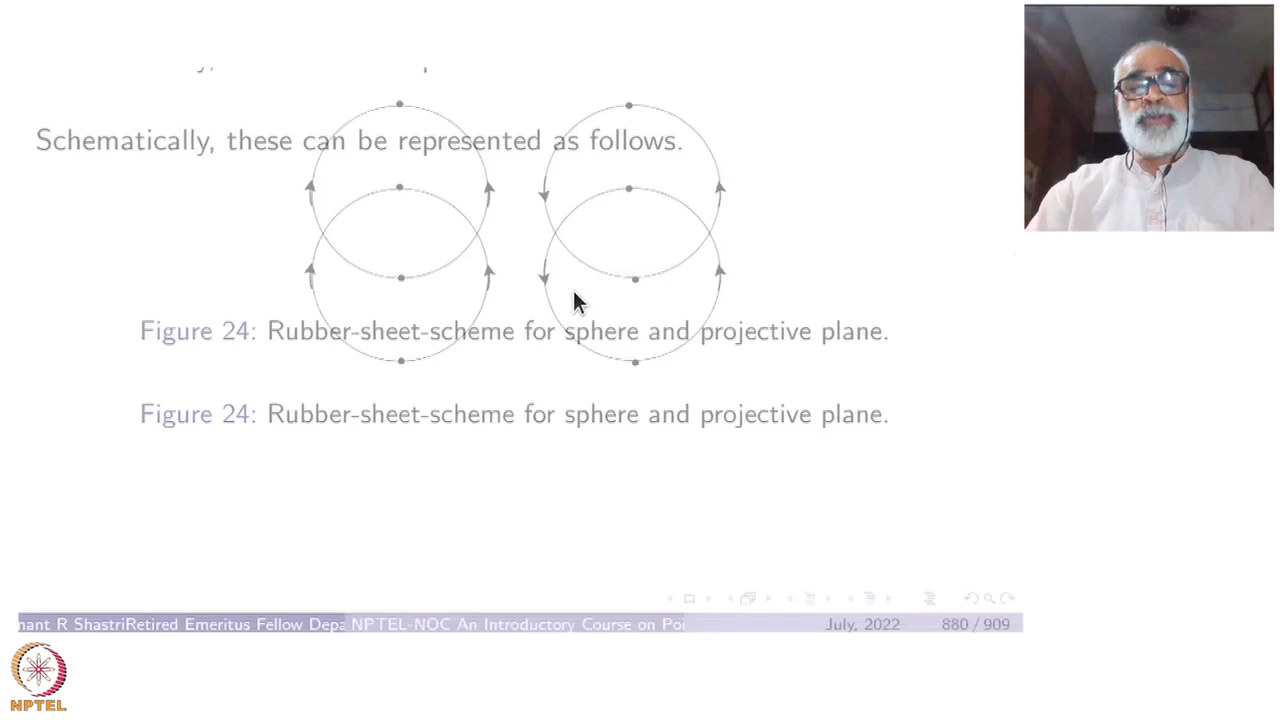 Schematically, these can be represented as follows.
Figure 24: Rubber-sheet-scheme for sphere and projective plane.
Figure 24: Rubber-sheet-scheme for sphere and projective plane.
nant R ShastriRetired Emeritus Fellow Depa NPTEL-NOC An Introductory Course on Poi July, 2022 880 / 909
NPTEL